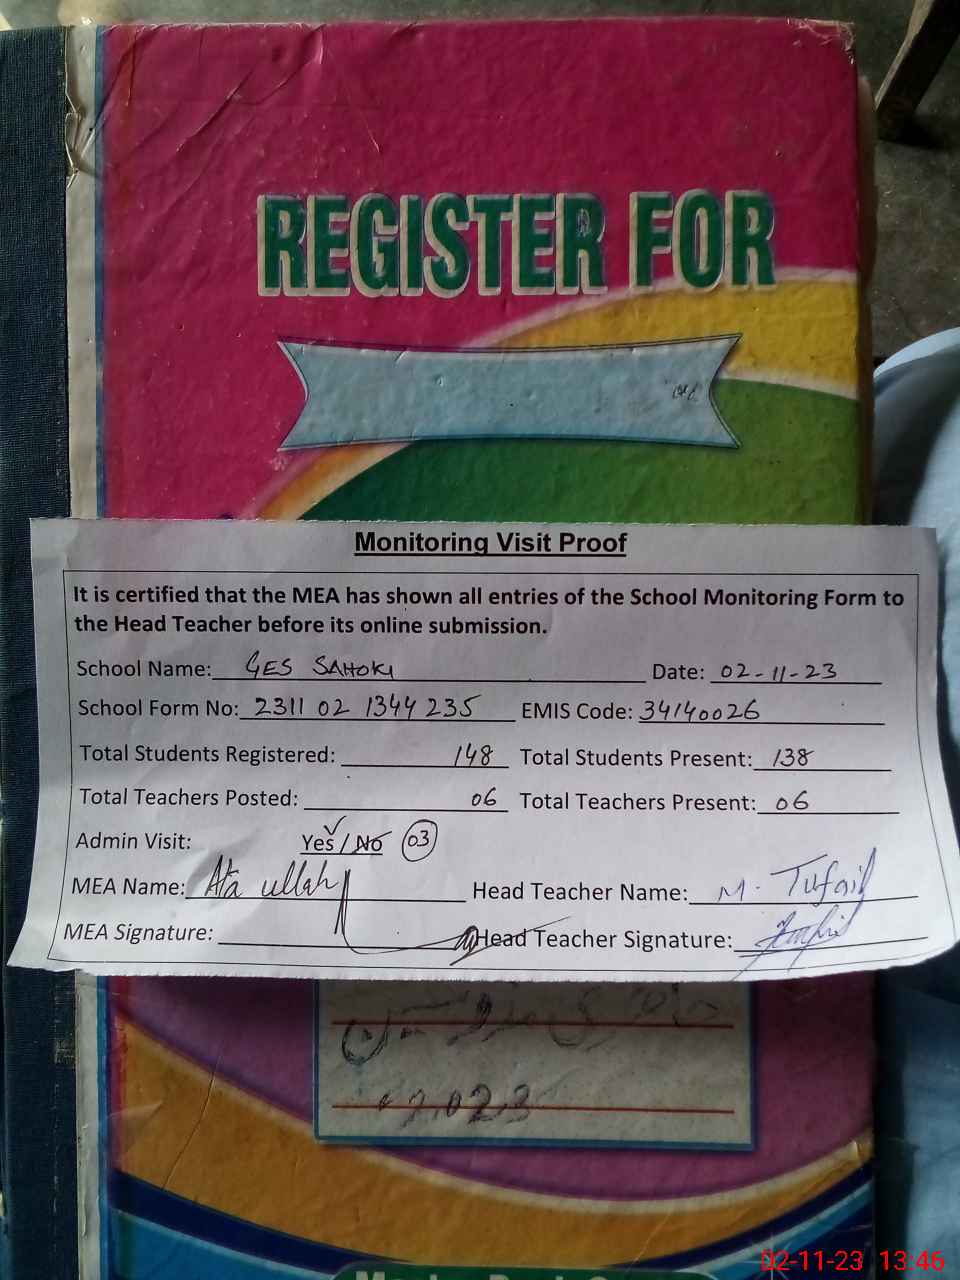 REGISTER FOR
Monitoring Visit Proof
It is certified that the MEA has shown all entries of the School Monitoring Form to
the Head Teacher before its online submission.
School Name: GES SAHOKI Date: 02-11-23
School Form No: 2311 02 1344 235 EMIS Code: 34140026
Total Students Registered: 148 Total Students Present: 138
Total Teachers Posted: 06 Total Teachers Present: 06
Admin Visit: Yes / No 03
MEA Name: Ata ullah Head Teacher Name: M. Tufail
MEA Signature: Head Teacher Signature:
2023
02-11-23 13:46